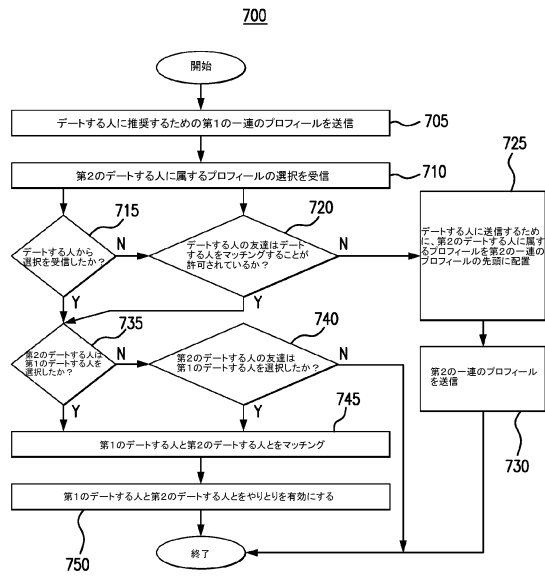 700
開始
デートする人に推奨するための第1の一連のプロフィールを送信
705
第2のデートする人に属するプロフィールの選択を受信
710
715
デートする人から
選択を受信したか?
N
Y
720
デートする人の友達はデート
する人をマッチングすることが
許可されているか?
N
Y
725
デートする人に送信するため
に、第2のデートする人に属す
るプロフィールを第2の一連の
プロフィールの先頭に配置
735
第2のデートする人は
第1のデートする人を
選択したか?
N
Y
740
第2のデートする人の友達は
第1のデートする人を選択したか?
N
Y
第2の一連のプロフィール
を送信
730
745
第1のデートする人と第2のデートする人とをマッチング
第1のデートする人と第2のデートする人とをやりとりを有効にする
750
終了